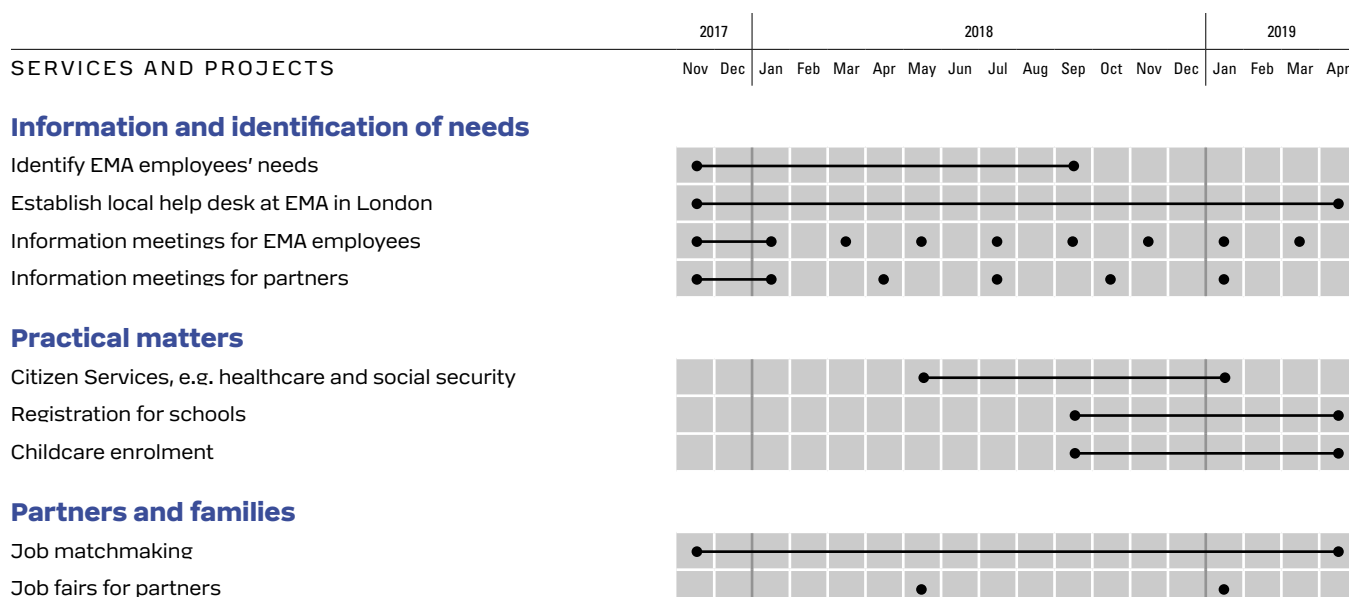 2017 2018 2019
SERVICES AND PROJECTS Nov Dec Jan Feb Mar Apr May Jun Jul Aug Sep Oct Nov Dec Jan Feb Mar Apr
Information and identification of needs
Identify EMA employees' needs
Establish local help desk at EMA in London
Information meetings for EMA employees
Information meetings for partners
Practical matters
Citizen Services, e.g. healthcare and social security
Registration for schools
Childcare enrolment
Partners and families
Job matchmaking
Job fairs for partners